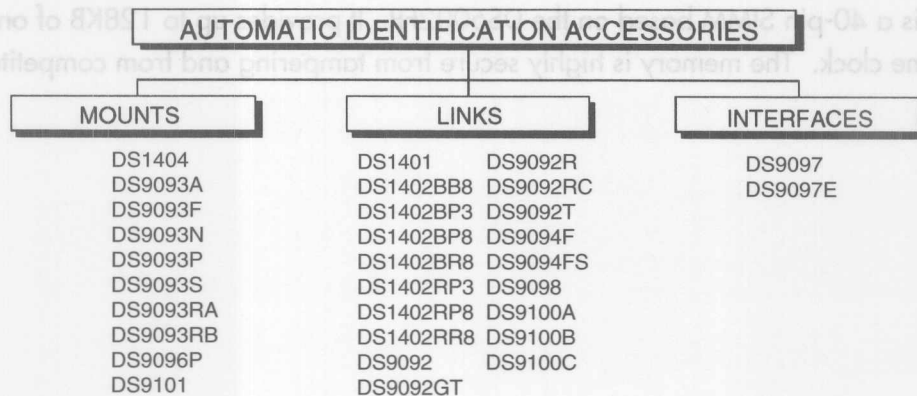 AUTOMATIC IDENTIFICATION ACCESSORIES
MOUNTS
DS1404
DS9093A
DS9093F
DS9093N
DS9093P
DS9093S
DS9093RA
DS9093RB
DS9096P
DS9101
LINKS
DS1401 DS9092R
DS1402BB8 DS9092RC
DS1402BP3 DS9092T
DS1402BP8 DS9094F
DS1402BR8 DS9094FS
DS1402RP3 DS9098
DS1402RP8 DS9100A
DS1402RR8 DS9100B
DS9092 DS9100C
DS9092GT
INTERFACES
DS9097
DS9097E